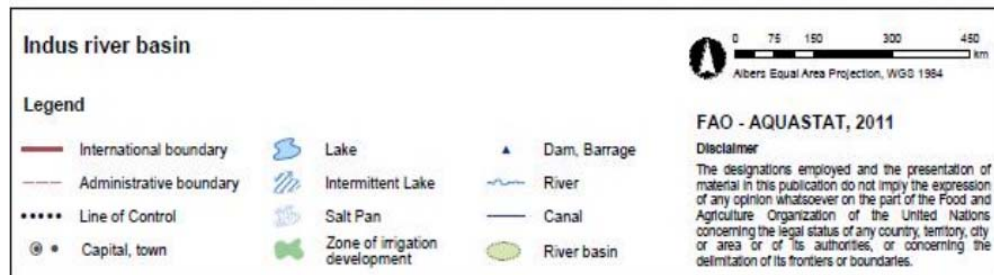 Indus river basin
Legend
International boundary
Administrative boundary
Line of Control
Capital, town
Lake
Intermittent Lake
Salt Pan
Zone of irrigation
development
Dam, Barrage
River
Canal
River basin
0 75 150 300 450
km
Albers Equal Area Projection, WGS 1984
FAO - AQUASTAT, 2011
Disclaimer
The designations employed and the presentation of
material in this publication do not imply the expression
of any opinion whatsoever on the part of the Food and
Agriculture Organization of the United Nations
concerning the legal status of any country, territory, city
or area or of its authorities, or concerning the
delimitation of its frontiers or boundaries.